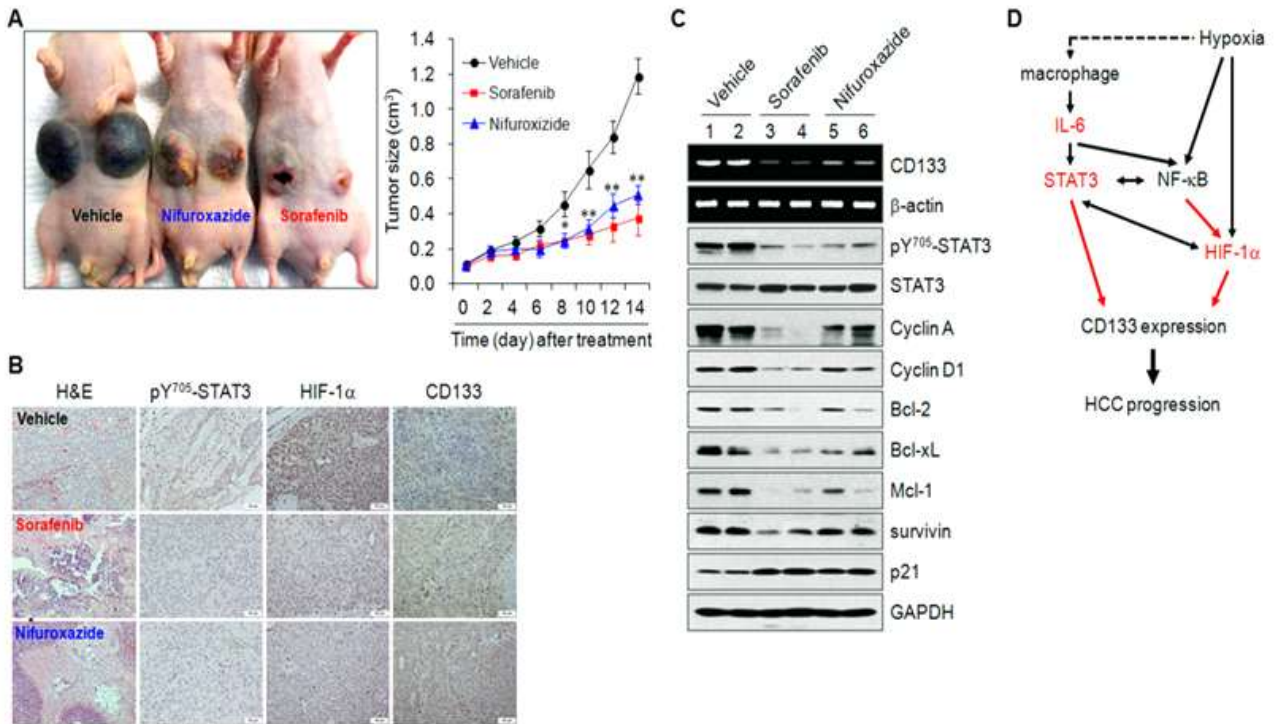 A
Vehicle
Nifuroxazide
Sorafenib
Tumor size (cm³)
1.4
1.2
1.0
0.8
0.6
0.4
0.2
0.0
Vehicle
Sorafenib
Nifuroxizide
*
**
**
**
0 2 4 6 8 10 12 14
Time (day) after treatment
B
H&E pY⁷⁰⁵-STAT3 HIF-1α CD133
Vehicle
Sorafenib
Nifuroxazide
C
Vehicle Sorafenib Nifuroxazide
1 2 3 4 5 6
CD133
β-actin
pY⁷⁰⁵-STAT3
STAT3
Cyclin A
Cyclin D1
Bcl-2
Bcl-xL
Mcl-1
survivin
p21
GAPDH
D
Hypoxia
macrophage
IL-6
STAT3 NF-κB
HIF-1α
CD133 expression
HCC progression